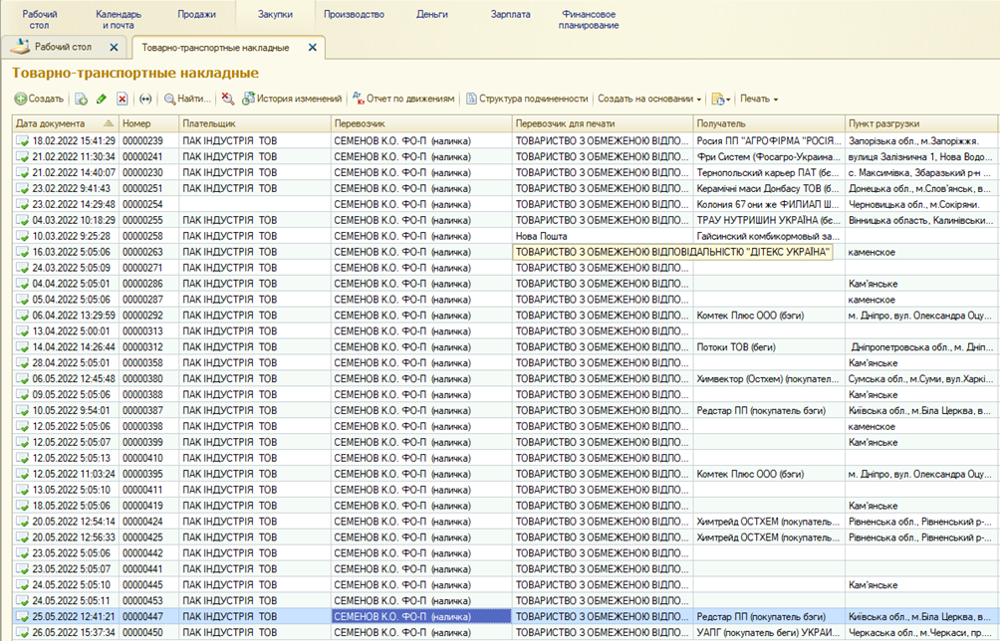 Рабочий стол Календарь и почта Продажи Закупки Производство Деньги Зарплата Финансовое планирование
Рабочий стол Товарно-транспортные накладные
Товарно-транспортные накладные
Создать Найти... История изменений Отчет по движениям Структура подчиненности Создать на основании Печать
Дата документа Номер Плательщик Перевозчик Перевозчик для печати Получатель Пункт разгрузки
18.02.2022 15:41:29 00000239 ПАК ІНДУСТРІЯ ТОВ СЕМЕНОВ К.О. ФО-П (наличка) ТОВАРИСТВО З ОБМЕЖЕНОЮ ВІДПО... Росия ПП "АГРОФІРМА "РОСІЯ... Запорізька обл., м.Запоріжжя.
21.02.2022 11:30:34 00000241 ПАК ІНДУСТРІЯ ТОВ СЕМЕНОВ К.О. ФО-П (наличка) ТОВАРИСТВО З ОБМЕЖЕНОЮ ВІДПО... Фри Систем (Фосагро-Украина... вулиця Залізнична 1, Нова Водо...
21.02.2022 14:40:07 00000230 ПАК ІНДУСТРІЯ ТОВ СЕМЕНОВ К.О. ФО-П (наличка) ТОВАРИСТВО З ОБМЕЖЕНОЮ ВІДПО... Тернопольский карьер ПАТ (бе... с. Максимівка, Збаразький р-н ...
23.02.2022 9:41:43 00000251 ПАК ІНДУСТРІЯ ТОВ СЕМЕНОВ К.О. ФО-П (наличка) ТОВАРИСТВО З ОБМЕЖЕНОЮ ВІДПО... Керамічні маси Донбасу ТОВ (б... Донецька обл., м.Слов'янськ, в...
23.02.2022 14:29:48 00000254 Колония 67 они же ФИЛИАП Ш... Черновицька обл., м.Сокіряни.
04.03.2022 10:18:29 00000255 ПАК ІНДУСТРІЯ ТОВ СЕМЕНОВ К.О. ФО-П (наличка) ТОВАРИСТВО З ОБМЕЖЕНОЮ ВІДПО... ТРАУ НУТРИШИН УКРАЇНА (бе... Вінницька область, Калинівськи...
10.03.2022 9:25:28 00000258 ПАК ІНДУСТРІЯ ТОВ СЕМЕНОВ К.О. ФО-П (наличка) Нова Пошта Гайсинский комбикормовый за...
16.03.2022 5:05:06 00000263 ПАК ІНДУСТРІЯ ТОВ СЕМЕНОВ К.О. ФО-П (наличка) ТОВАРИСТВО З ОБМЕЖЕНОЮ ВІДПОВІДАЛЬНІСТЮ "ДІТЕКС УКРАЇНА" каменское
24.03.2022 5:05:09 00000271 ПАК ІНДУСТРІЯ ТОВ СЕМЕНОВ К.О. ФО-П (наличка) ТОВАРИСТВО З ОБМЕЖЕНОЮ ВІДПО...
04.04.2022 5:05:01 00000286 ПАК ІНДУСТРІЯ ТОВ СЕМЕНОВ К.О. ФО-П (наличка) ТОВАРИСТВО З ОБМЕЖЕНОЮ ВІДПО... Кам'янське
05.04.2022 5:05:06 00000287 ПАК ІНДУСТРІЯ ТОВ СЕМЕНОВ К.О. ФО-П (наличка) ТОВАРИСТВО З ОБМЕЖЕНОЮ ВІДПО... каменское
06.04.2022 13:29:59 00000292 ПАК ІНДУСТРІЯ ТОВ СЕМЕНОВ К.О. ФО-П (наличка) ТОВАРИСТВО З ОБМЕЖЕНОЮ ВІДПО... Комтек Плюс ООО (бэги) м. Дніпро, вул. Олександра Оцу...
13.04.2022 5:00:01 00000313 ПАК ІНДУСТРІЯ ТОВ СЕМЕНОВ К.О. ФО-П (наличка) ТОВАРИСТВО З ОБМЕЖЕНОЮ ВІДПО...
14.04.2022 14:26:44 00000312 ПАК ІНДУСТРІЯ ТОВ СЕМЕНОВ К.О. ФО-П (наличка) ТОВАРИСТВО З ОБМЕЖЕНОЮ ВІДПО... Потоки ТОВ (беги) Дніпропетровська обл., м. Дніп...
28.04.2022 5:05:01 00000358 ПАК ІНДУСТРІЯ ТОВ СЕМЕНОВ К.О. ФО-П (наличка) ТОВАРИСТВО З ОБМЕЖЕНОЮ ВІДПО... Кам'янське
06.05.2022 12:45:48 00000380 ПАК ІНДУСТРІЯ ТОВ СЕМЕНОВ К.О. ФО-П (наличка) ТОВАРИСТВО З ОБМЕЖЕНОЮ ВІДПО... Химвектор (Остхем) (покупател... Сумська обл., м.Суми, вул.Харкі...
09.05.2022 5:05:06 00000388 ПАК ІНДУСТРІЯ ТОВ СЕМЕНОВ К.О. ФО-П (наличка) ТОВАРИСТВО З ОБМЕЖЕНОЮ ВІДПО... Кам'янське
10.05.2022 9:54:01 00000387 ПАК ІНДУСТРІЯ ТОВ СЕМЕНОВ К.О. ФО-П (наличка) ТОВАРИСТВО З ОБМЕЖЕНОЮ ВІДПО... Редстар ПП (покупатель бэги) Київська обл., м.Біла Церква, в...
12.05.2022 5:05:06 00000398 ПАК ІНДУСТРІЯ ТОВ СЕМЕНОВ К.О. ФО-П (наличка) ТОВАРИСТВО З ОБМЕЖЕНОЮ ВІДПО... каменское
12.05.2022 5:05:07 00000399 ПАК ІНДУСТРІЯ ТОВ СЕМЕНОВ К.О. ФО-П (наличка) ТОВАРИСТВО З ОБМЕЖЕНОЮ ВІДПО... Кам'янське
12.05.2022 5:05:13 00000410 ПАК ІНДУСТРІЯ ТОВ СЕМЕНОВ К.О. ФО-П (наличка) ТОВАРИСТВО З ОБМЕЖЕНОЮ ВІДПО...
12.05.2022 11:03:24 00000395 ПАК ІНДУСТРІЯ ТОВ СЕМЕНОВ К.О. ФО-П (наличка) ТОВАРИСТВО З ОБМЕЖЕНОЮ ВІДПО... Комтек Плюс ООО (бэги) м. Дніпро, вул. Олександра Оцу...
13.05.2022 5:05:10 00000411 ПАК ІНДУСТРІЯ ТОВ СЕМЕНОВ К.О. ФО-П (наличка) ТОВАРИСТВО З ОБМЕЖЕНОЮ ВІДПО...
18.05.2022 5:05:06 00000419 ПАК ІНДУСТРІЯ ТОВ СЕМЕНОВ К.О. ФО-П (наличка) ТОВАРИСТВО З ОБМЕЖЕНОЮ ВІДПО... Кам'янське
20.05.2022 12:54:14 00000424 ПАК ІНДУСТРІЯ ТОВ СЕМЕНОВ К.О. ФО-П (наличка) ТОВАРИСТВО З ОБМЕЖЕНОЮ ВІДПО... Химтрейд ОСТХЕМ (покупатель... Рівненська обл., Рівненський р-...
20.05.2022 12:56:33 00000425 ПАК ІНДУСТРІЯ ТОВ СЕМЕНОВ К.О. ФО-П (наличка) ТОВАРИСТВО З ОБМЕЖЕНОЮ ВІДПО... Химтрейд ОСТХЕМ (покупатель... Рівненська обл., Рівненський р-...
23.05.2022 5:05:06 00000442 ПАК ІНДУСТРІЯ ТОВ СЕМЕНОВ К.О. ФО-П (наличка) ТОВАРИСТВО З ОБМЕЖЕНОЮ ВІДПО...
23.05.2022 5:05:07 00000441 ПАК ІНДУСТРІЯ ТОВ СЕМЕНОВ К.О. ФО-П (наличка) ТОВАРИСТВО З ОБМЕЖЕНОЮ ВІДПО...
24.05.2022 5:05:10 00000445 ПАК ІНДУСТРІЯ ТОВ СЕМЕНОВ К.О. ФО-П (наличка) ТОВАРИСТВО З ОБМЕЖЕНОЮ ВІДПО... Кам'янське
24.05.2022 5:05:11 00000453 ПАК ІНДУСТРІЯ ТОВ СЕМЕНОВ К.О. ФО-П (наличка) ТОВАРИСТВО З ОБМЕЖЕНОЮ ВІДПО...
25.05.2022 12:41:21 00000447 ПАК ІНДУСТРІЯ ТОВ СЕМЕНОВ К.О. ФО-П (наличка) ТОВАРИСТВО З ОБМЕЖЕНОЮ ВІДПО... Редстар ПП (покупатель бэги) Київська обл., м.Біла Церква, в...
26.05.2022 15:37:34 00000450 ПАК ІНДУСТРІЯ ТОВ СЕМЕНОВ К.О. ФО-П (наличка) ТОВАРИСТВО З ОБМЕЖЕНОЮ ВІДПО... УАПГ (покупатель беги) УКРАИ... Черкаська, м.Черкаси, пр...